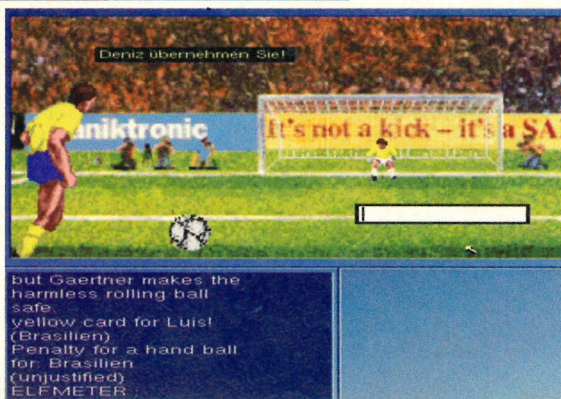 Deniz übernehmen Sie!
aniktronic
It's not a kick – it's a SA
but Gaertner makes the
harmless rolling ball
safe.
yellow card for Luis!
(Brasilien)
Penalty for a hand ball
for: Brasilien
(unjustified)
ELFMETER